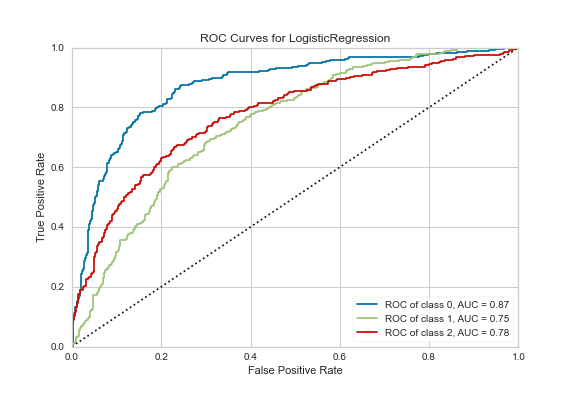 ROC Curves for LogisticRegression
True Positive Rate
1.0
0.8
0.6
0.4
0.2
0.0
ROC of class 0, AUC = 0.87
ROC of class 1, AUC = 0.75
ROC of class 2, AUC = 0.78
0.0 0.2 0.4 0.6 0.8 1.0
False Positive Rate